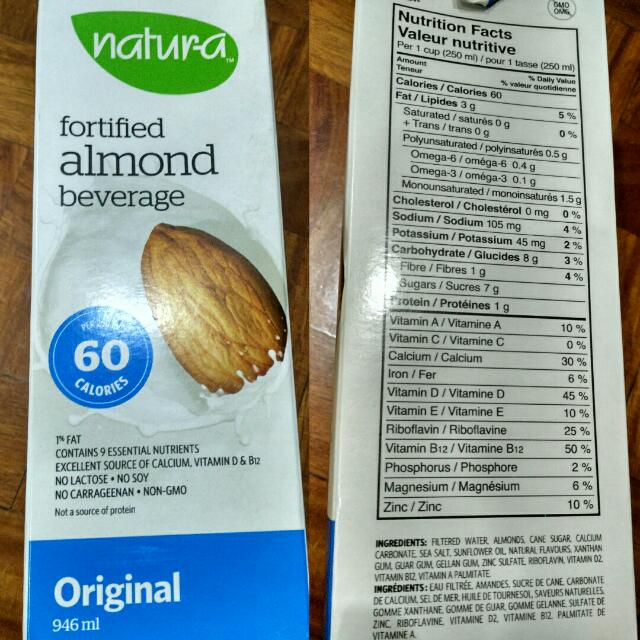 natura™
fortified
almond
beverage
60
CALORIES
1% FAT
CONTAINS 9 ESSENTIAL NUTRIENTS
EXCELLENT SOURCE OF CALCIUM, VITAMIN D & B12
NO LACTOSE • NO SOY
NO CARRAGEENAN • NON-GMO
Not a source of protein
Original
946 ml
GMO
OMG
Nutrition Facts
Valeur nutritive
Per 1 cup (250 ml) / pour 1 tasse (250 ml)
Amount % Daily Value
Teneur % valeur quotidienne
Calories / Calories 60
Fat / Lipides 3 g 5 %
Saturated / saturés 0 g
+ Trans / trans 0 g 0 %
Polyunsaturated / polyinsaturés 0.5 g
Omega-6 / oméga-6 0.4 g
Omega-3 / oméga-3 0.1 g
Monounsaturated / monoinsaturés 1.5 g
Cholesterol / Cholestérol 0 mg 0 %
Sodium / Sodium 105 mg 4 %
Potassium / Potassium 45 mg 2 %
Carbohydrate / Glucides 8 g 3 %
Fibre / Fibres 1 g 4 %
Sugars / Sucres 7 g
Protein / Protéines 1 g
Vitamin A / Vitamine A 10 %
Vitamin C / Vitamine C 0 %
Calcium / Calcium 30 %
Iron / Fer 6 %
Vitamin D / Vitamine D 45 %
Vitamin E / Vitamine E 10 %
Riboflavin / Riboflavine 25 %
Vitamin B12 / Vitamine B12 50 %
Phosphorus / Phosphore 2 %
Magnesium / Magnésium 6 %
Zinc / Zinc 10 %
INGREDIENTS: FILTERED WATER, ALMONDS, CANE SUGAR, CALCIUM
CARBONATE, SEA SALT, SUNFLOWER OIL, NATURAL FLAVOURS, XANTHAN
GUM, GUAR GUM, GELLAN GUM, ZINC SULFATE, RIBOFLAVIN, VITAMIN D2,
VITAMIN B12, VITAMIN A PALMITATE.
INGRÉDIENTS: EAU FILTRÉE, AMANDES, SUCRE DE CANE, CARBONATE
DE CALCIUM, SEL DE MER, HUILE DE TOURNESOL, SAVEURS NATURELLES,
GOMME XANTHANE, GOMME DE GUAR, GOMME GELLANE, SULFATE DE
ZINC, RIBOFLAVINE, VITAMINE D2, VITAMINE B12, PALMITATE DE
VITAMINE A.